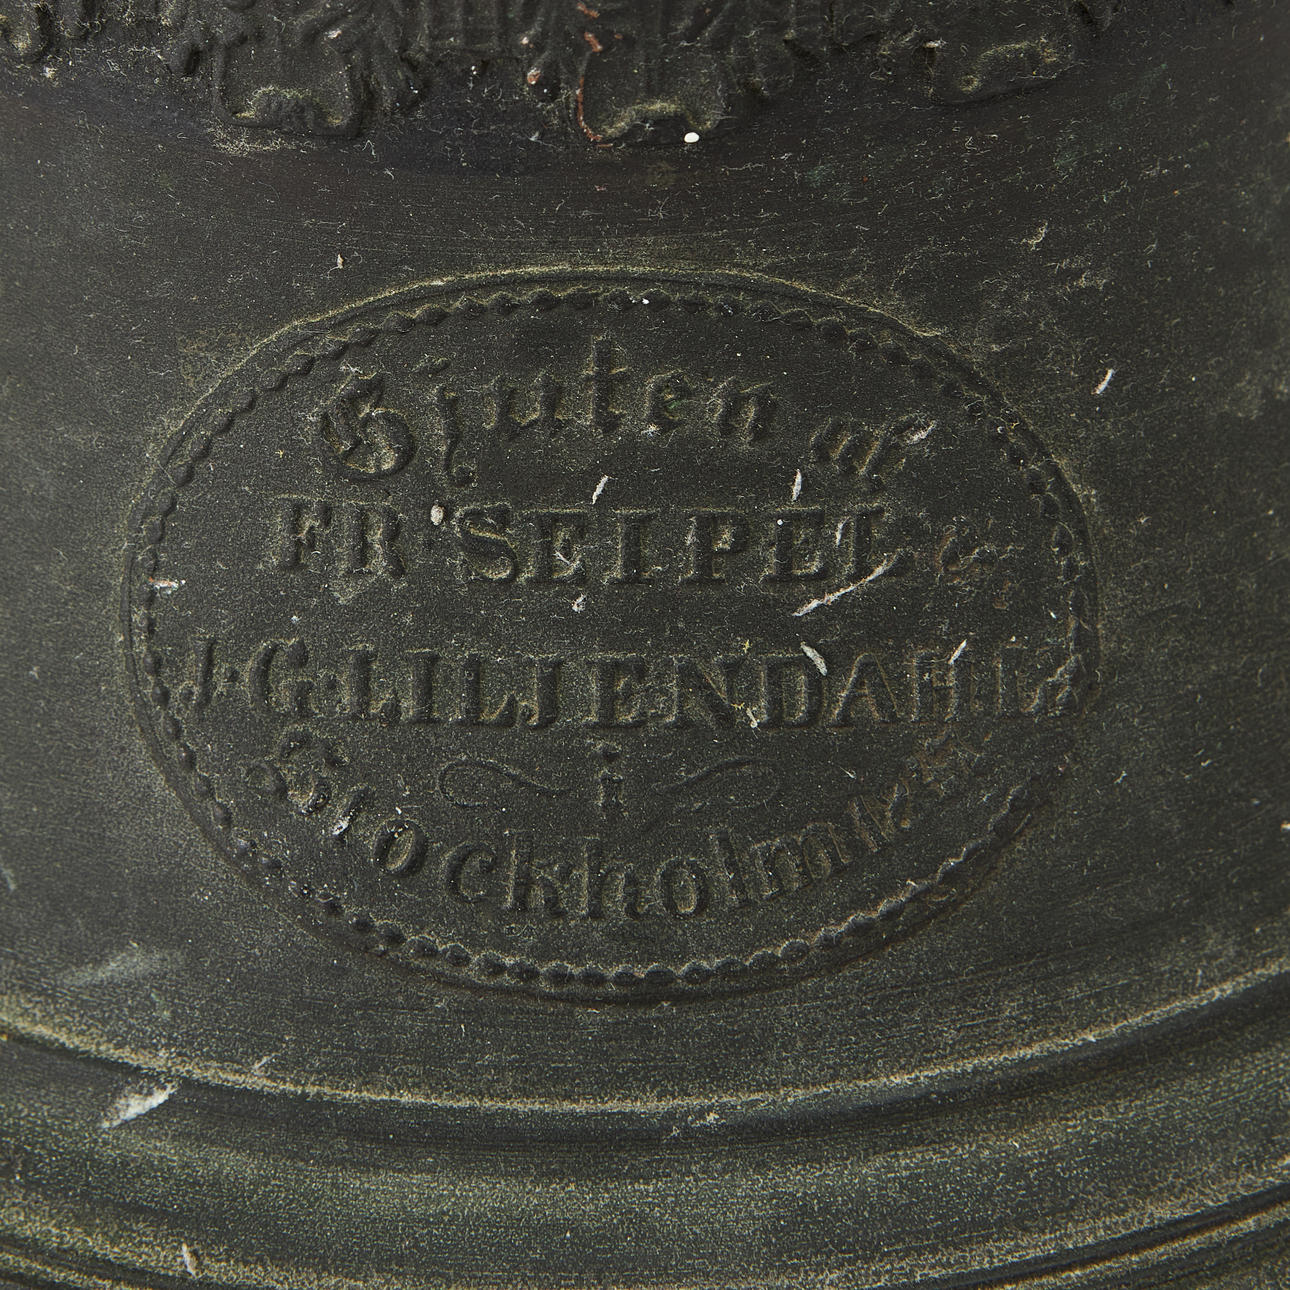 Gjuten af
FR·SEIPEL
J·G·LILJENDAHL
i
Stockholm